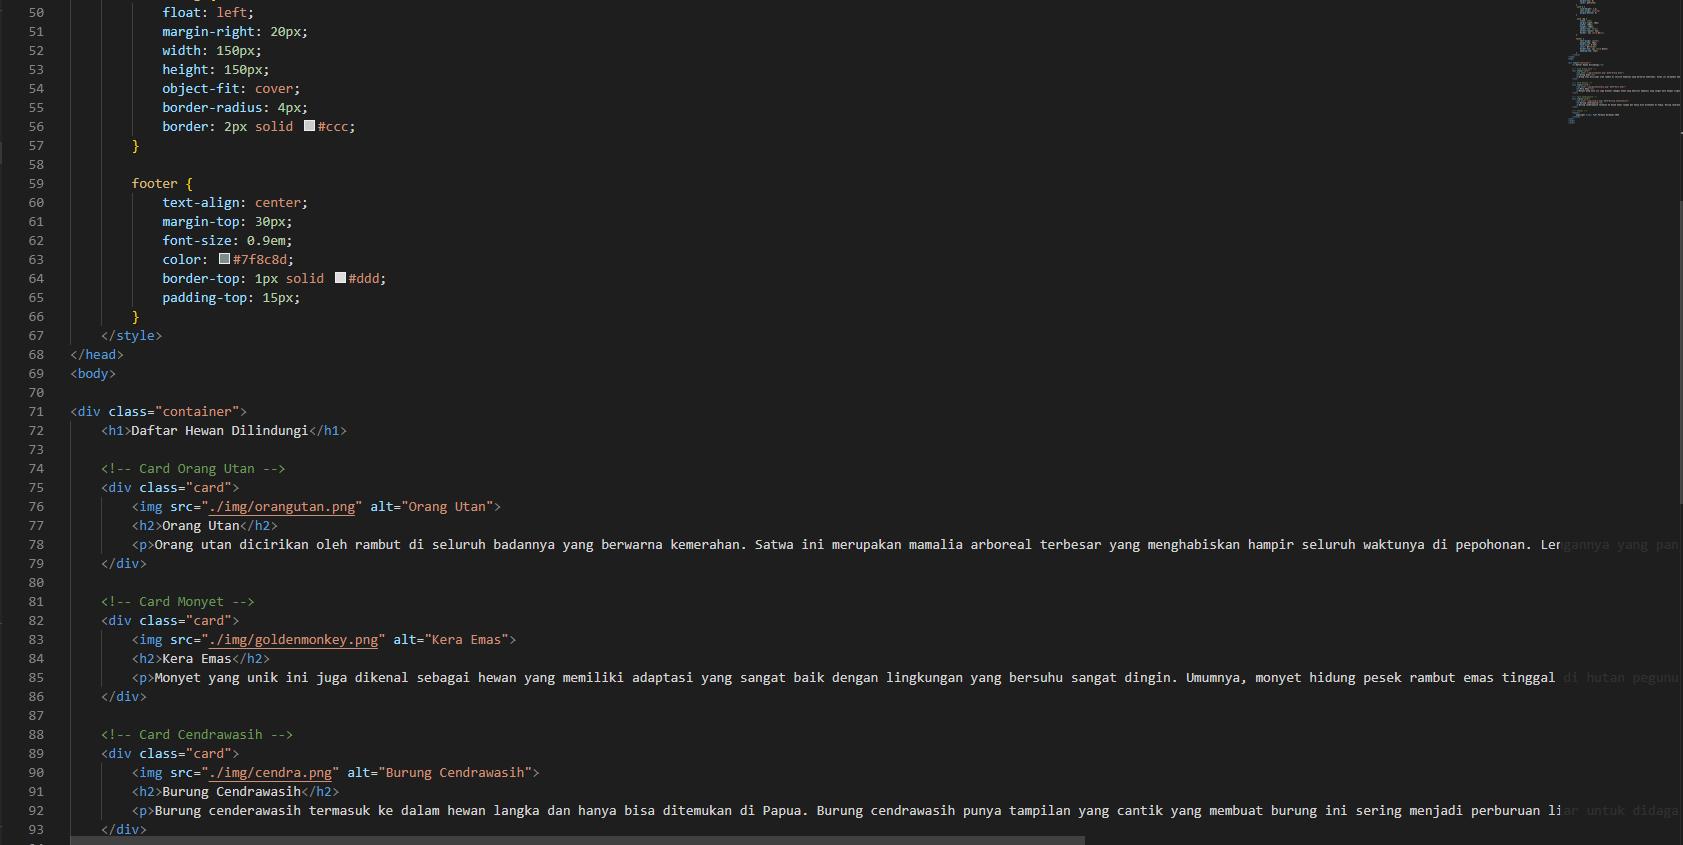 50 float: left;
51 margin-right: 20px;
52 width: 150px;
53 height: 150px;
54 object-fit: cover;
55 border-radius: 4px;
56 border: 2px solid #ccc;
57 }
58
59 footer {
60 text-align: center;
61 margin-top: 30px;
62 font-size: 0.9em;
63 color: #7f8c8d;
64 border-top: 1px solid #ddd;
65 padding-top: 15px;
66 }
67 </style>
68 </head>
69 <body>
70
71 <div class="container">
72 <h1>Daftar Hewan Dilindungi</h1>
73
74 <!-- Card Orang Utan -->
75 <div class="card">
76 <img src="./img/orangutan.png" alt="Orang Utan">
77 <h2>Orang Utan</h2>
78 <p>Orang utan dicirikan oleh rambut di seluruh badannya yang berwarna kemerahan. Satwa ini merupakan mamalia arboreal terbesar yang menghabiskan hampir seluruh waktunya di pepohonan. Lengannya yang pan
79 </div>
80
81 <!-- Card Monyet -->
82 <div class="card">
83 <img src="./img/goldenmonkey.png" alt="Kera Emas">
84 <h2>Kera Emas</h2>
85 <p>Monyet yang unik ini juga dikenal sebagai hewan yang memiliki adaptasi yang sangat baik dengan lingkungan yang bersuhu sangat dingin. Umumnya, monyet hidung pesek rambut emas tinggal di hutan pegunu
86 </div>
87
88 <!-- Card Cendrawasih -->
89 <div class="card">
90 <img src="./img/cendra.png" alt="Burung Cendrawasih">
91 <h2>Burung Cendrawasih</h2>
92 <p>Burung cenderawasih termasuk ke dalam hewan langka dan hanya bisa ditemukan di Papua. Burung cendrawasih punya tampilan yang cantik yang membuat burung ini sering menjadi perburuan liar untuk didaga
93 </div>